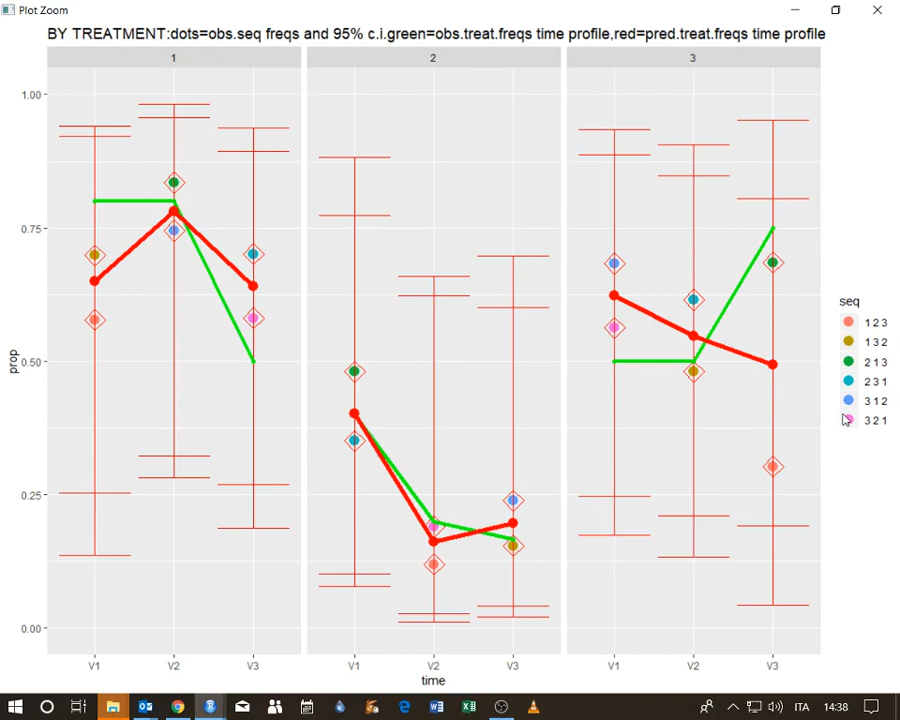 Plot Zoom
BY TREATMENT:dots=obs.seq freqs and 95% c.i.green=obs.treat.freqs time profile,red=pred.treat.freqs time profile
1
2
3
1.00
0.75
0.50
0.25
0.00
prop
V1
V2
V3
V1
V2
V3
V1
V2
V3
time
seq
1 2 3
1 3 2
2 1 3
2 3 1
3 1 2
3 2 1
ITA
14:38